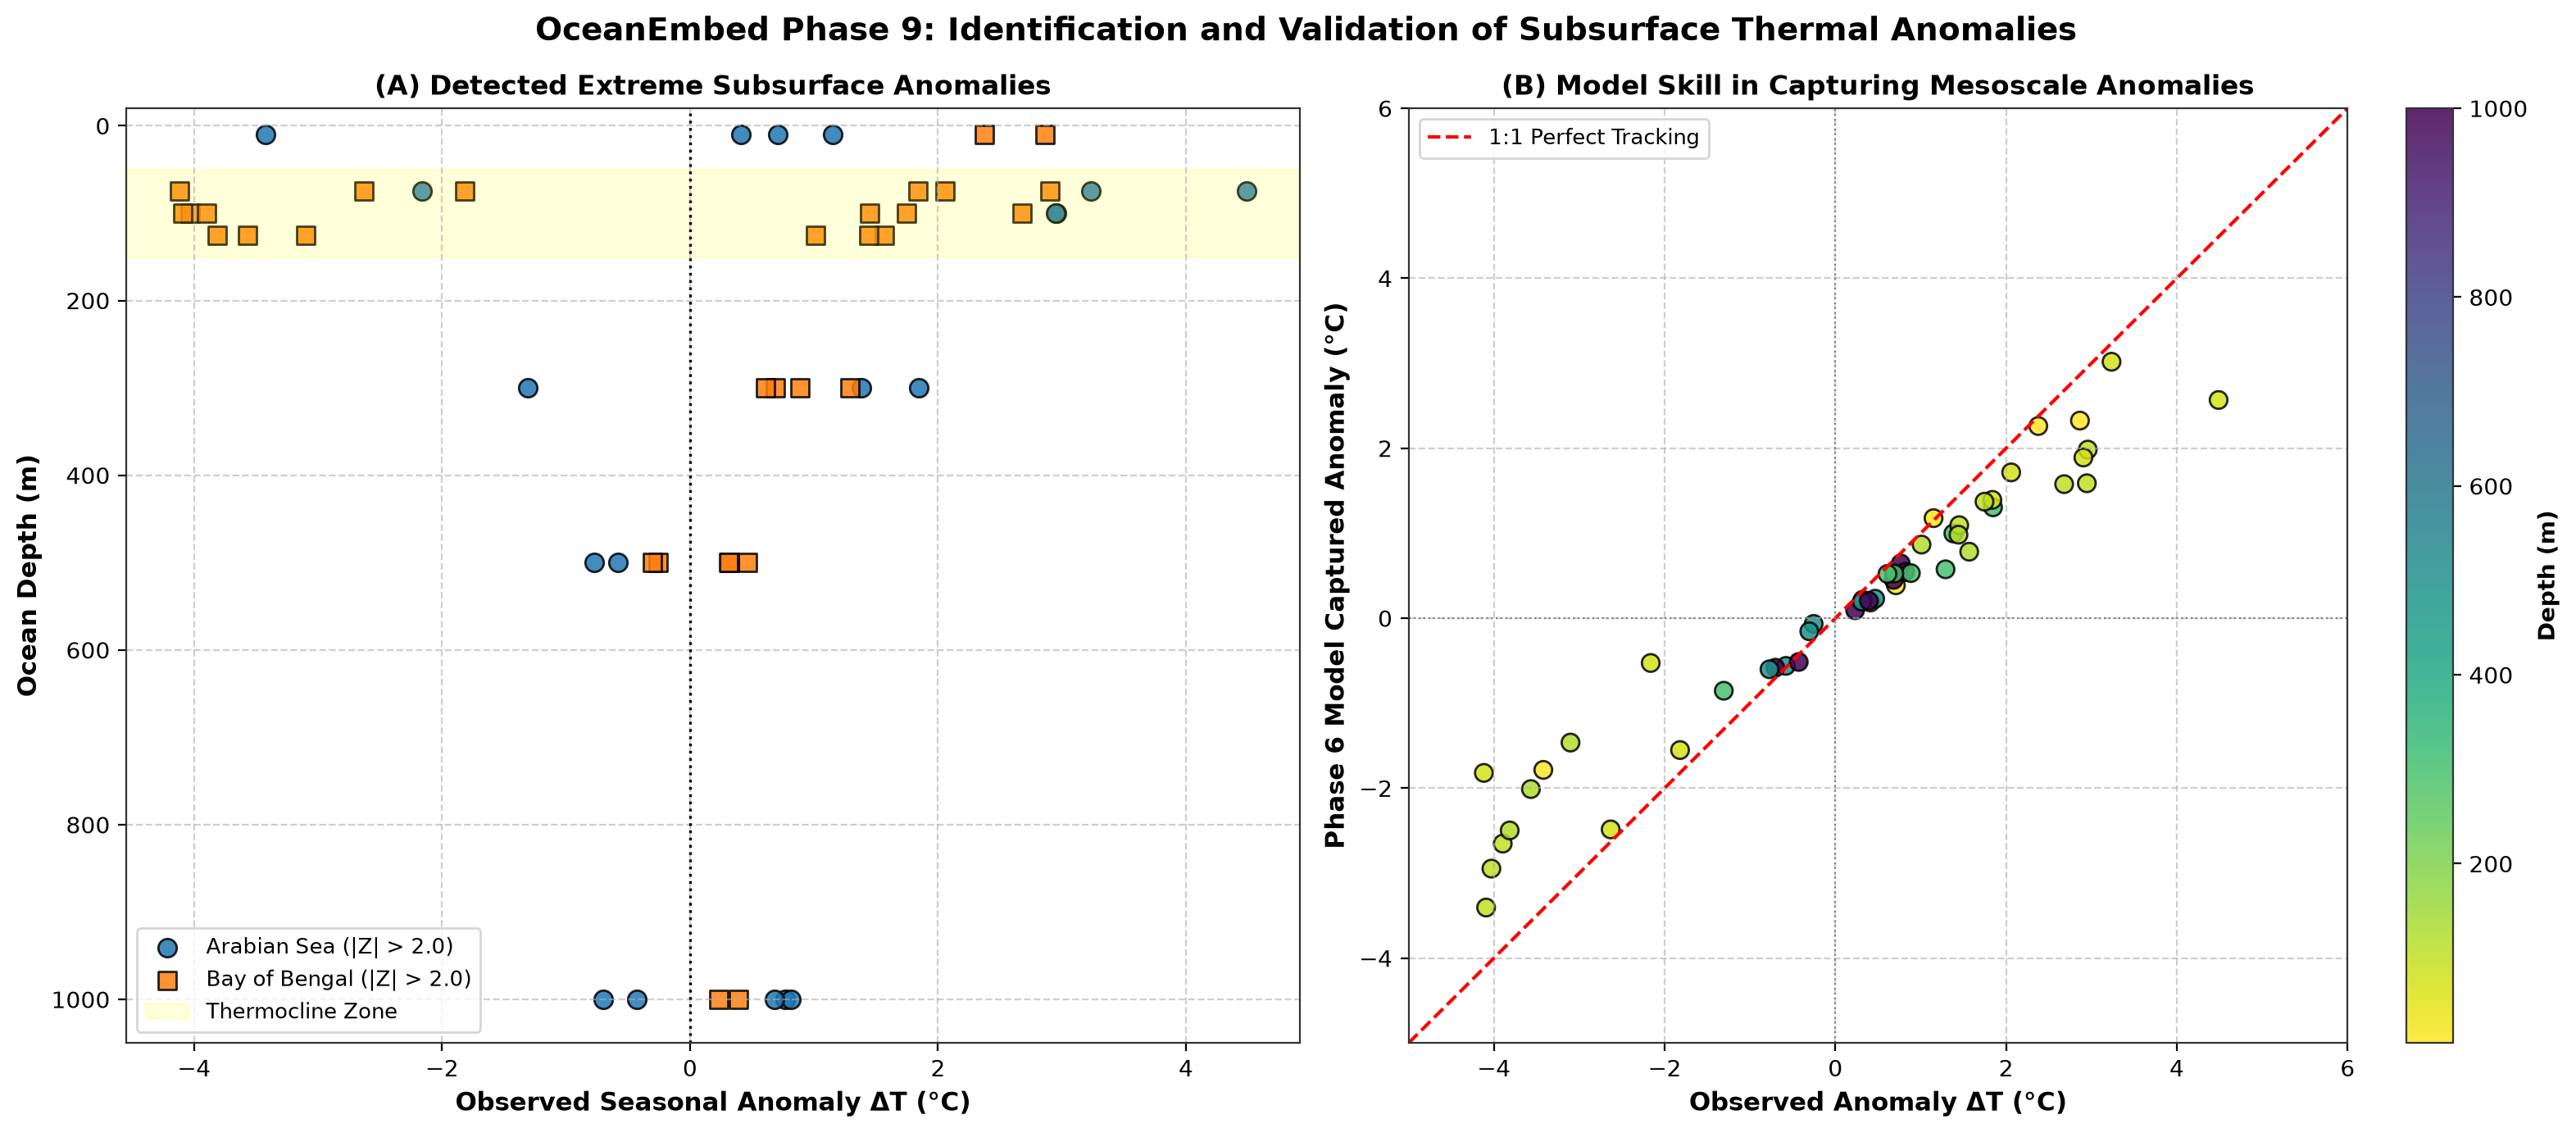 OceanEmbed Phase 9: Identification and Validation of Subsurface Thermal Anomalies
(A) Detected Extreme Subsurface Anomalies
0
200
400
600
800
1000
Ocean Depth (m)
Arabian Sea (|Z| > 2.0)
Bay of Bengal (|Z| > 2.0)
Thermocline Zone
−4
−2
0
2
4
Observed Seasonal Anomaly ΔT (°C)
(B) Model Skill in Capturing Mesoscale Anomalies
1:1 Perfect Tracking
6
4
2
0
−2
−4
Phase 6 Model Captured Anomaly (°C)
−4
−2
0
2
4
6
Observed Anomaly ΔT (°C)
1000
800
600
400
200
Depth (m)